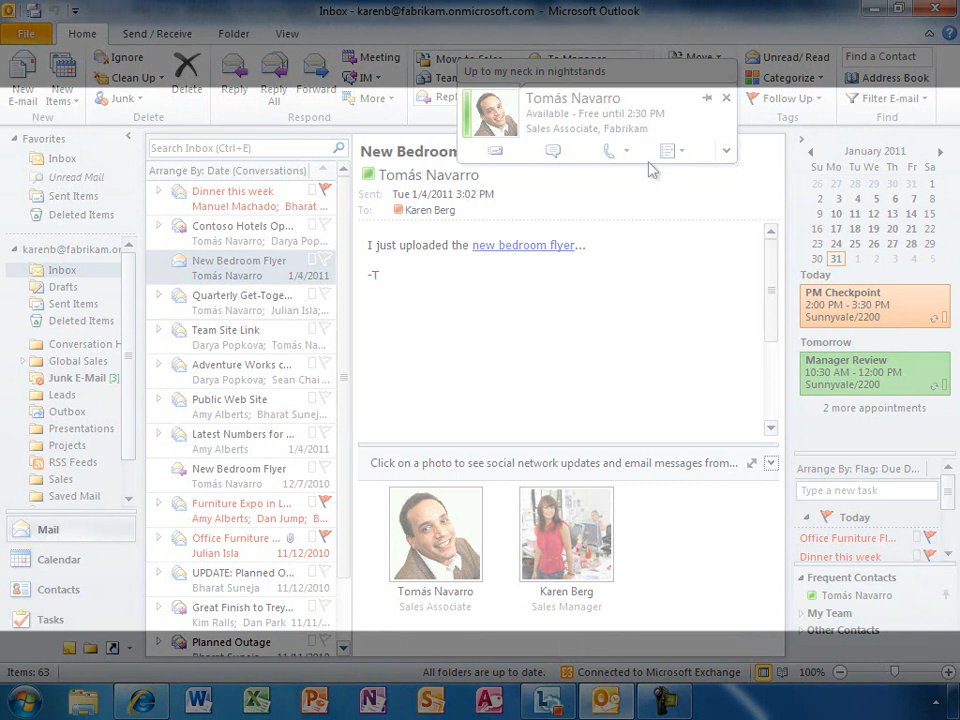 Inbox - karenb@fabrikam.onmicrosoft.com - Microsoft Outlook
File Home Send / Receive Folder View
New E-mail
New Items
New
Ignore
Clean Up
Junk
Delete
Delete
Reply
Reply All
Forward
Meeting
IM
More
Respond
To Manager
Move
Unread/ Read
Categorize
Follow Up
Tags
Find a Contact
Address Book
Filter E-mail
Find
Up to my neck in nightstands
Tomás Navarro
Available - Free until 2:30 PM
Sales Associate, Fabrikam
Favorites
Inbox
Unread Mail
Sent Items
Deleted Items
karenb@fabrikam.
Inbox
Drafts
Sent Items
Deleted Items
Conversation H
Global Sales
Junk E-Mail [3]
Leads
Outbox
Presentations
Projects
RSS Feeds
Sales
Saved Mail
Mail
Calendar
Contacts
Tasks
Search Inbox (Ctrl+E)
Arrange By: Date (Conversations)
Dinner this week
Manuel Machado; Bharat ...
Contoso Hotels Op...
Tomás Navarro; Darya Pop...
New Bedroom Flyer
Tomás Navarro 1/4/2011
Quarterly Get-Toge...
Tomás Navarro; Julian Isla;...
Team Site Link
Darya Popkova; Tomás Na...
Adventure Works c...
Darya Popkova; Sean Chai...
Public Web Site
Amy Alberts; Bharat Sunej...
Latest Numbers for ...
Amy Alberts 1/4/2011
New Bedroom Flyer
Tomás Navarro 12/7/2010
Furniture Expo in L...
Amy Alberts; Dan Jump; B...
Office Furniture ...
Julian Isla 11/12/2010
UPDATE: Planned O...
Bharat Suneja 11/12/2010
Great Finish to Trey...
Kim Ralls; Dan Park 11/11/...
Planned Outage
New Bedroom
Tomás Navarro
Sent: Tue 1/4/2011 3:02 PM
To: Karen Berg
I just uploaded the new bedroom flyer...
-T
Click on a photo to see social network updates and email messages from...
Tomás Navarro
Sales Associate
Karen Berg
Sales Manager
January 2011
Su Mo Tu We Th Fr Sa
26 27 28 29 30 31 1
2 3 4 5 6 7 8
9 10 11 12 13 14 15
16 17 18 19 20 21 22
23 24 25 26 27 28 29
30 31 1 2 3 4 5
Today
PM Checkpoint
2:00 PM - 3:30 PM
Sunnyvale/2200
Tomorrow
Manager Review
10:30 AM - 12:00 PM
Sunnyvale/2200
2 more appointments
Arrange By: Flag: Due D...
Type a new task
Today
Office Furniture Fl...
Dinner this week
Frequent Contacts
Tomás Navarro
My Team
Other Contacts
Items: 63
All folders are up to date.
Connected to Microsoft Exchange
100%